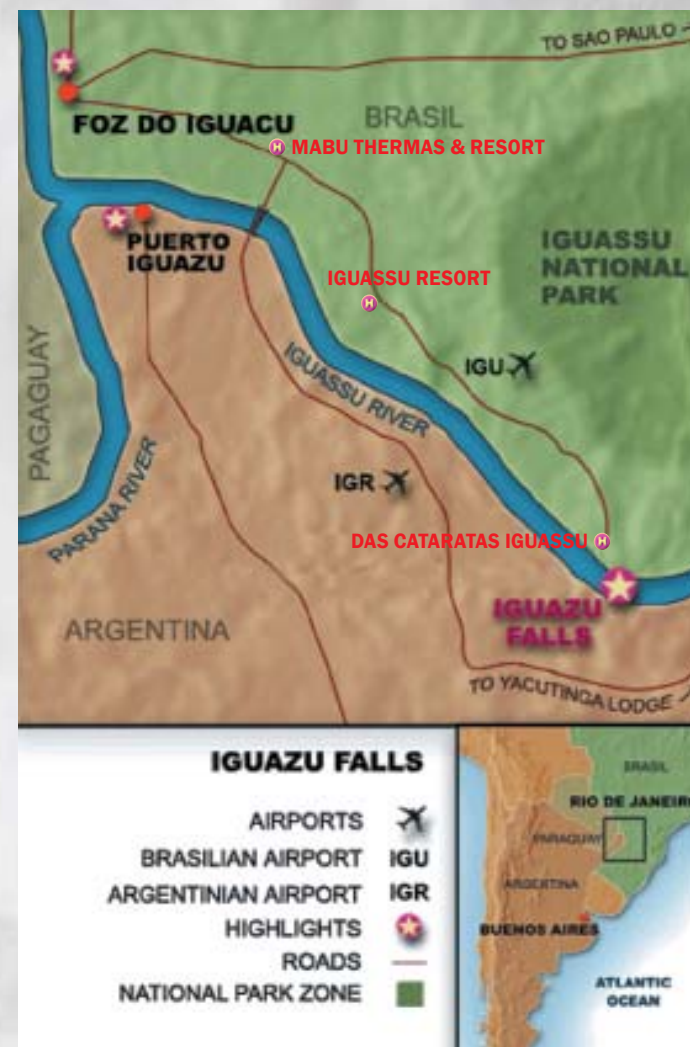 TO SAO PAULO
FOZ DO IGUACU
BRASIL
H MABU THERMAS & RESORT
PUERTO
IGUAZU
IGUASSU
NATIONAL
PARK
IGUASSU RESORT
H
PAGAGUAY
IGUASSU RIVER
IGU
PARANA RIVER
IGR
DAS CATARATAS IGUASSU H
IGUAZU
FALLS
ARGENTINA
TO YACUTINGA LODGE
IGUAZU FALLS
AIRPORTS
BRASILIAN AIRPORT IGU
ARGENTINIAN AIRPORT IGR
HIGHLIGHTS
ROADS
NATIONAL PARK ZONE
BRASIL
RIO DE JANEIR
PARAGUAY
ARGENTINA
BUENOS AIRES
ATLANTIC
OCEAN